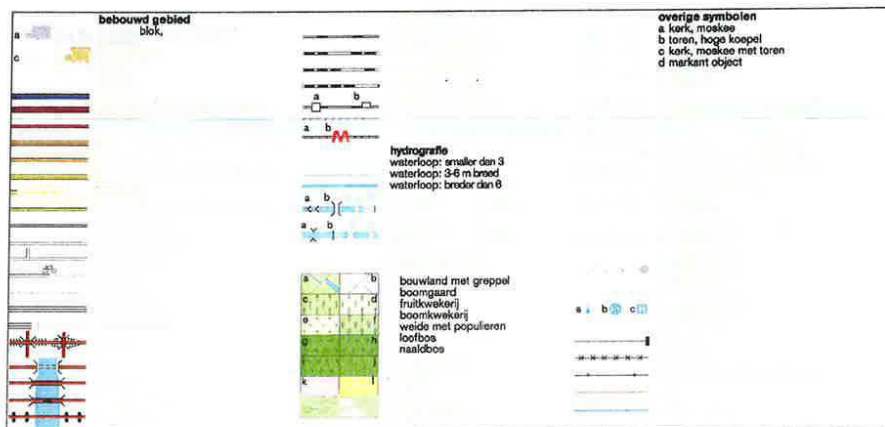 bebouwd gebied
blok,
a
c
a b
a b
hydrografie
waterloop: smaller dan 3
waterloop: 3-6 m breed
waterloop: breder dan 6
a b
a b
a b
c d
e f
g h
i j
k l
bouwland met greppel
boomgaard
fruitkwekerij
boomkwekerij
weide met populieren
loofbos
naaldbos
overige symbolen
a kerk, moskee
b toren, hoge koepel
c kerk, moskee met toren
d markant object
a b c